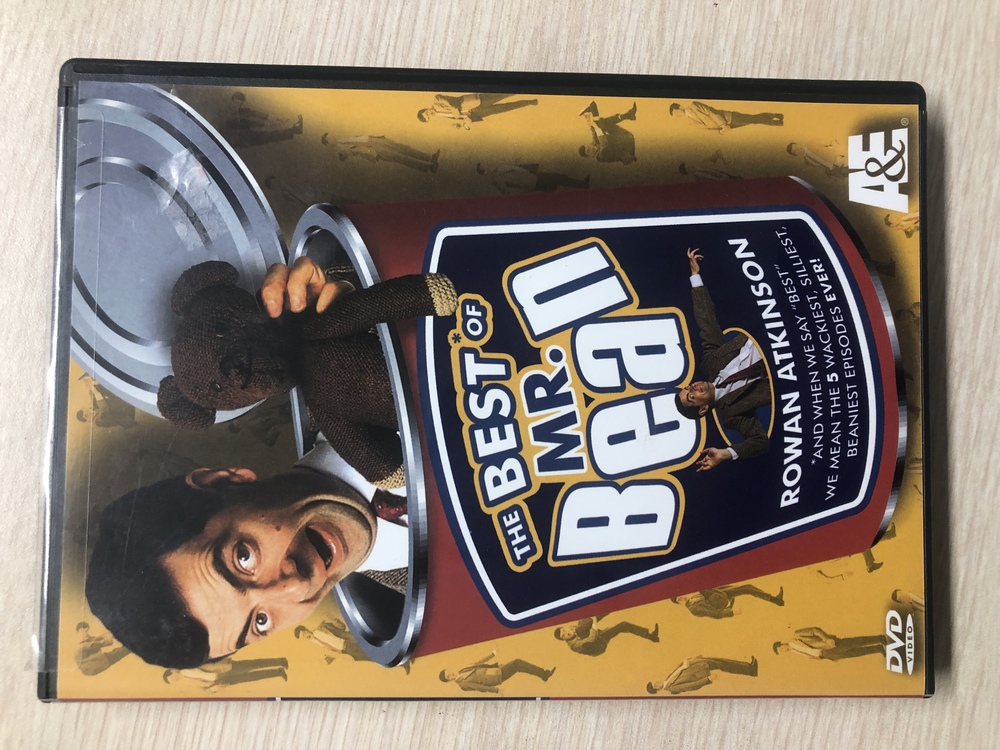 THE BEST* OF
MR.
Bean
ROWAN ATKINSON
*AND WHEN WE SAY "BEST"
WE MEAN THE 5 WACKIEST, SILLIEST,
BEANIEST EPISODES EVER!
DVD
VIDEO
A&E®